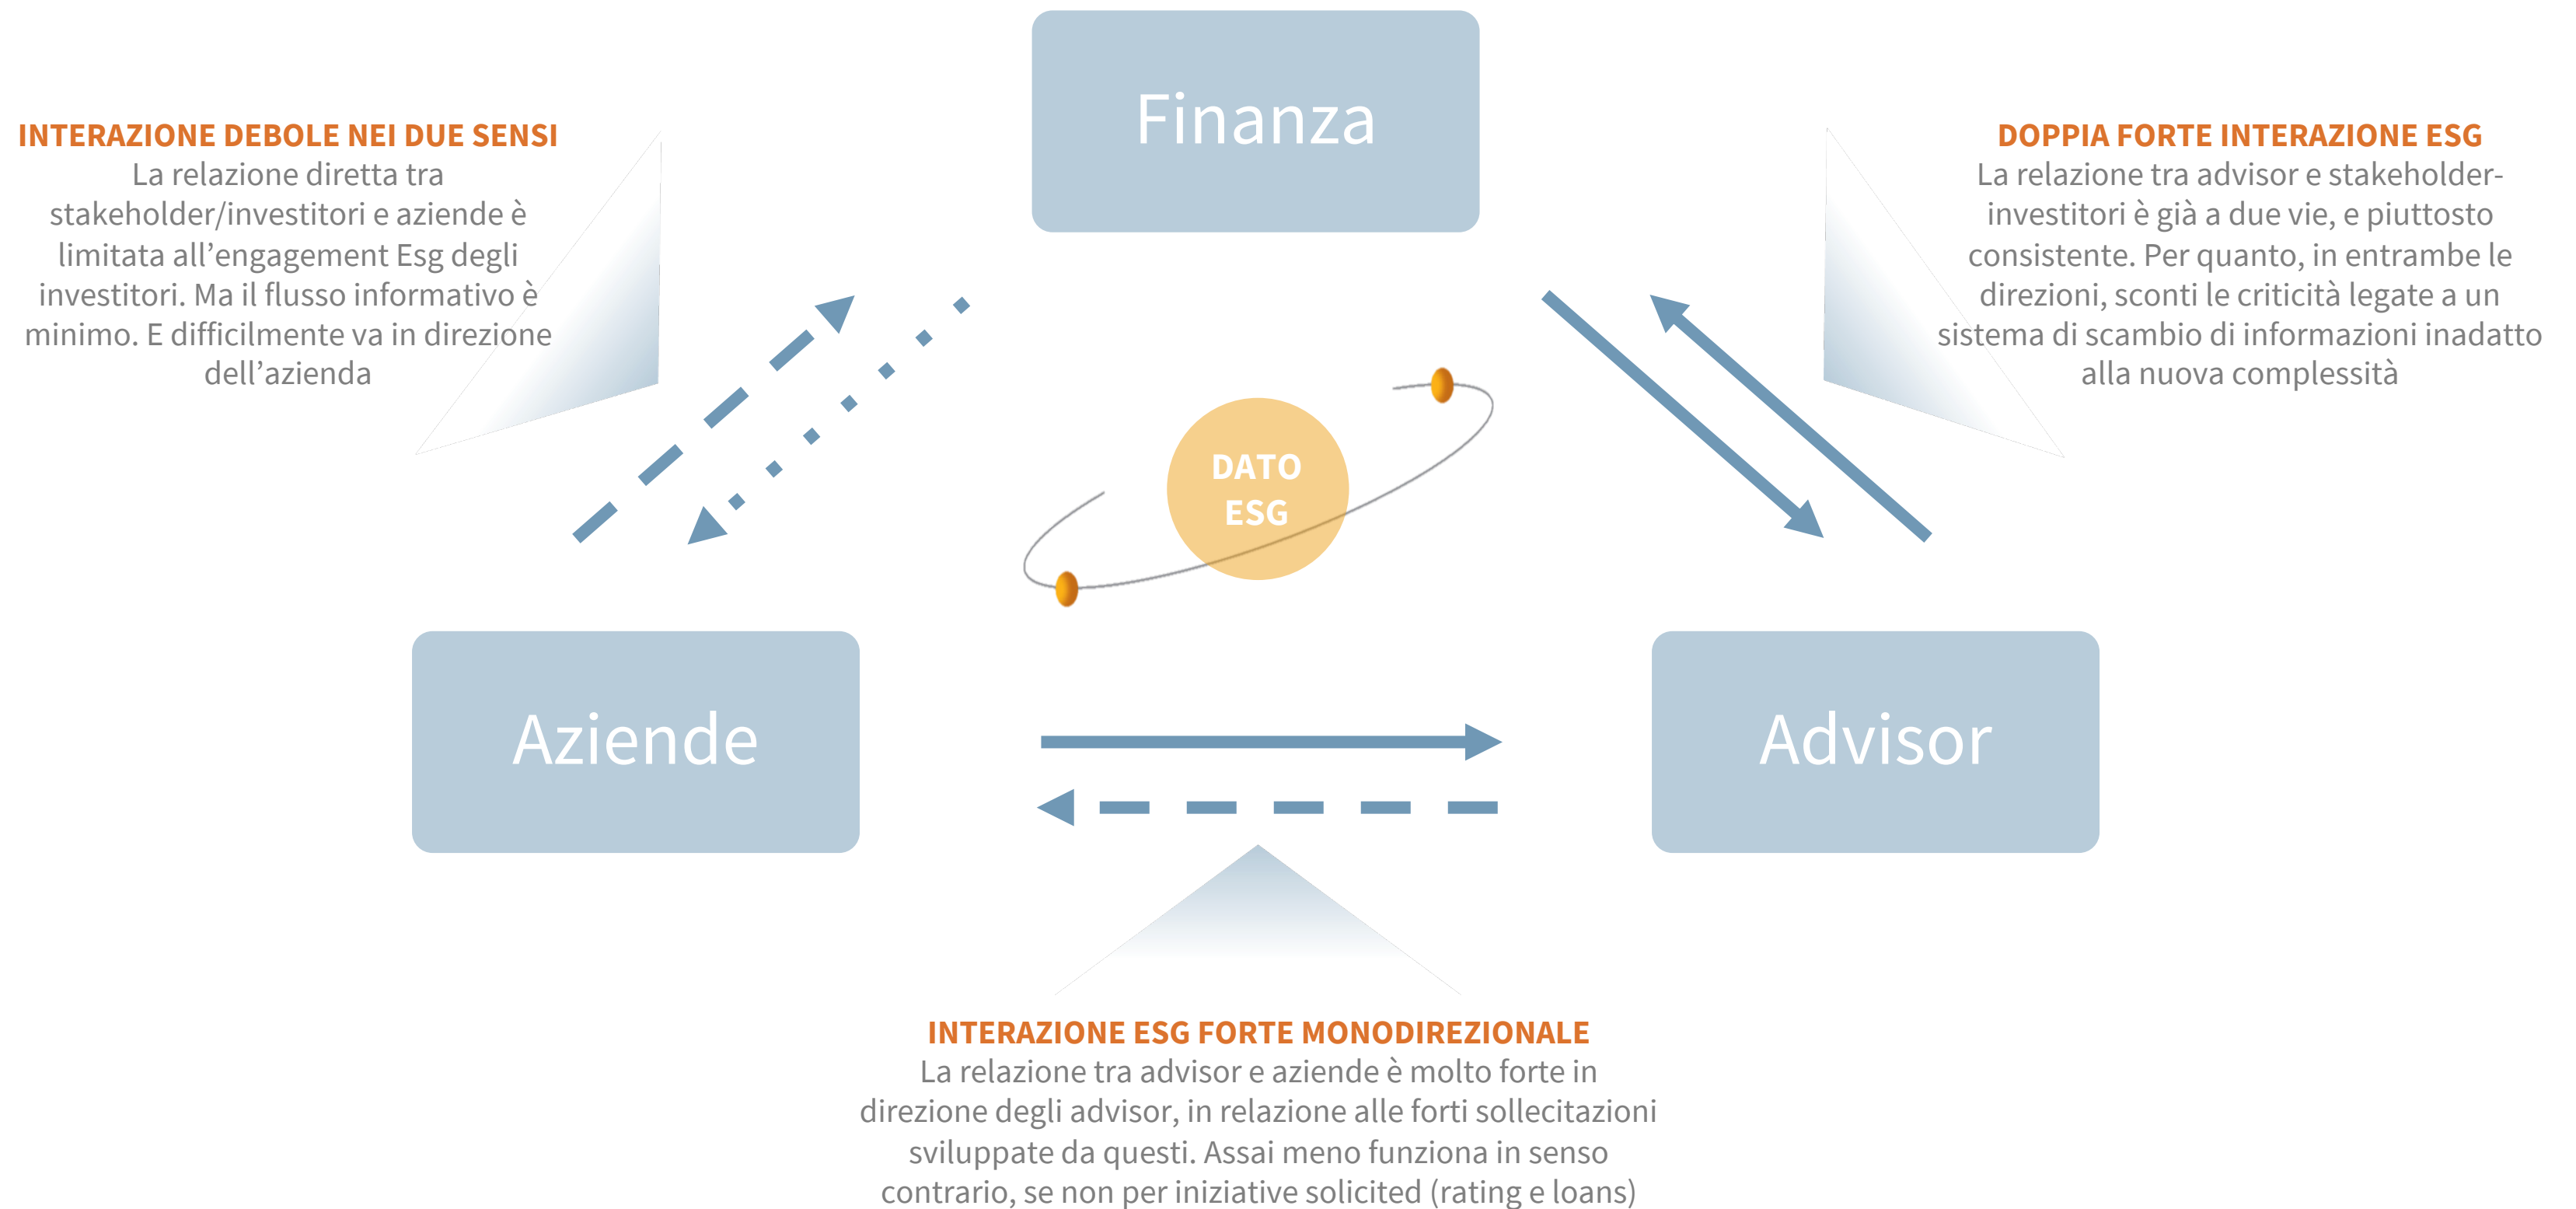 Finanza
INTERAZIONE DEBOLE NEI DUE SENSI
La relazione diretta tra
stakeholder/investitori e aziende è
limitata all’engagement Esg degli
investitori. Ma il flusso informativo è
minimo. E difficilmente va in direzione
dell’azienda
DOPPIA FORTE INTERAZIONE ESG
La relazione tra advisor e stakeholder-
investitori è già a due vie, e piuttosto
consistente. Per quanto, in entrambe le
direzioni, sconti le criticità legate a un
sistema di scambio di informazioni inadatto
alla nuova complessità
DATO
ESG
Aziende
Advisor
INTERAZIONE ESG FORTE MONODIREZIONALE
La relazione tra advisor e aziende è molto forte in
direzione degli advisor, in relazione alle forti sollecitazioni
sviluppate da questi. Assai meno funziona in senso
contrario, se non per iniziative solicited (rating e loans)